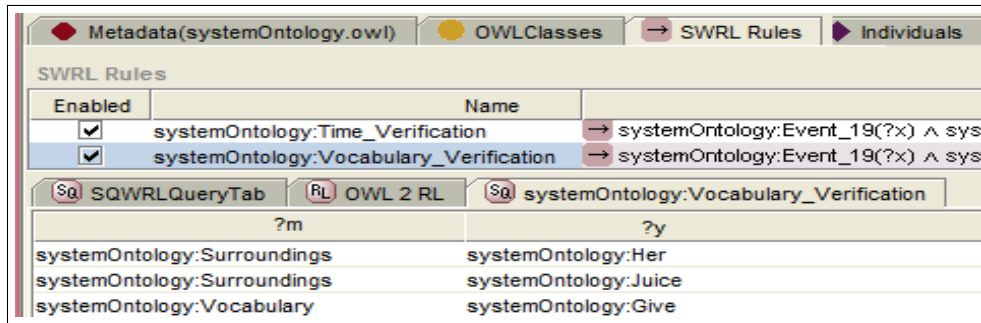 Metadata(systemOntology.owl) OWLClasses → SWRL Rules Individuals
SWRL Rules
Enabled Name
systemOntology:Time_Verification → systemOntology:Event_19(?x) ∧ sys
systemOntology:Vocabulary_Verification → systemOntology:Event_19(?x) ∧ sys
SQ SQWRLQueryTab RL OWL 2 RL SQ systemOntology:Vocabulary_Verification
?m ?y
systemOntology:Surroundings systemOntology:Her
systemOntology:Surroundings systemOntology:Juice
systemOntology:Vocabulary systemOntology:Give